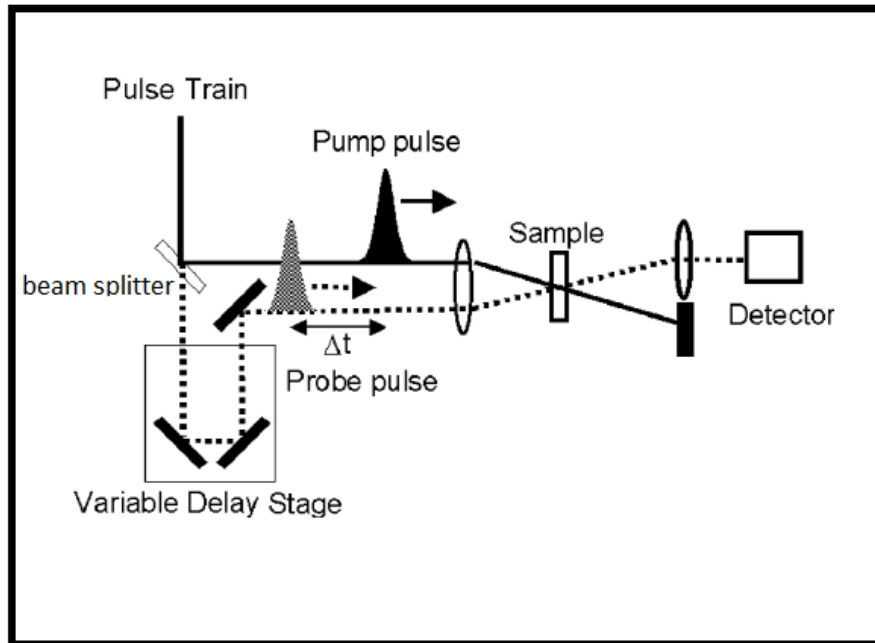 Pulse Train
Pump pulse
Sample
beam splitter
Detector
Δt
Probe pulse
Variable Delay Stage